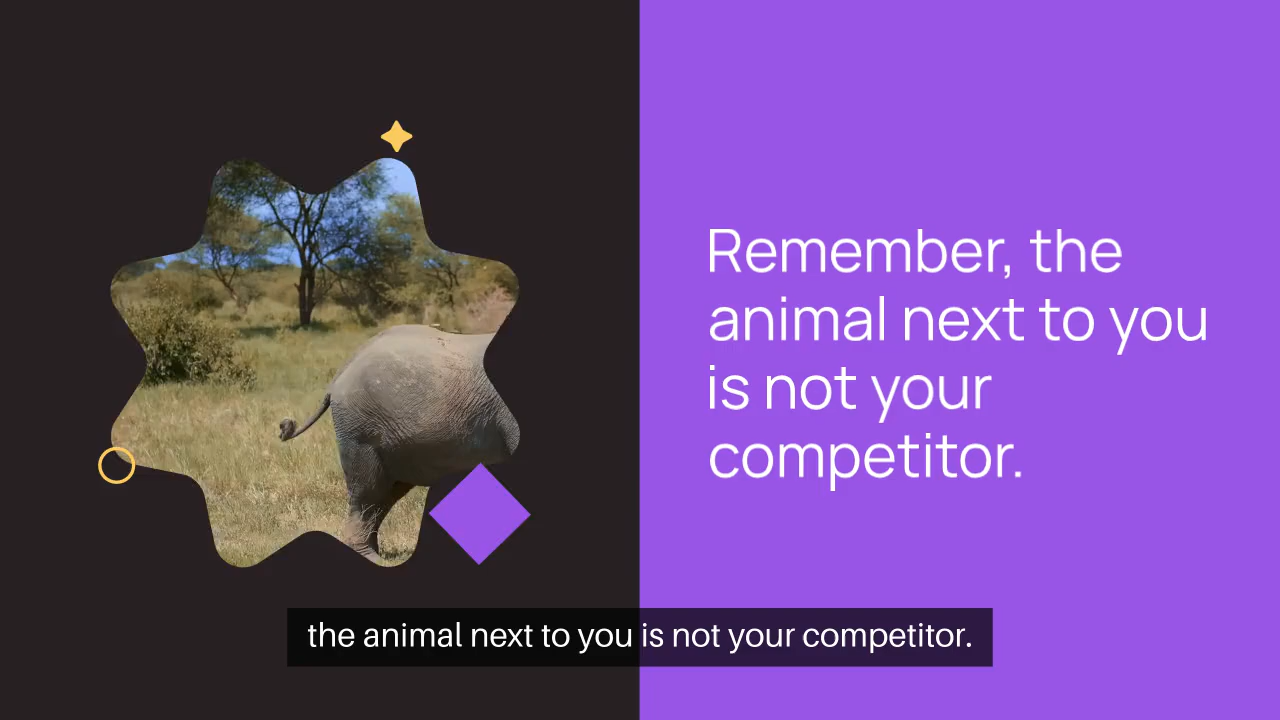 Remember, the
animal next to you
is not your
competitor.
the animal next to you is not your competitor.